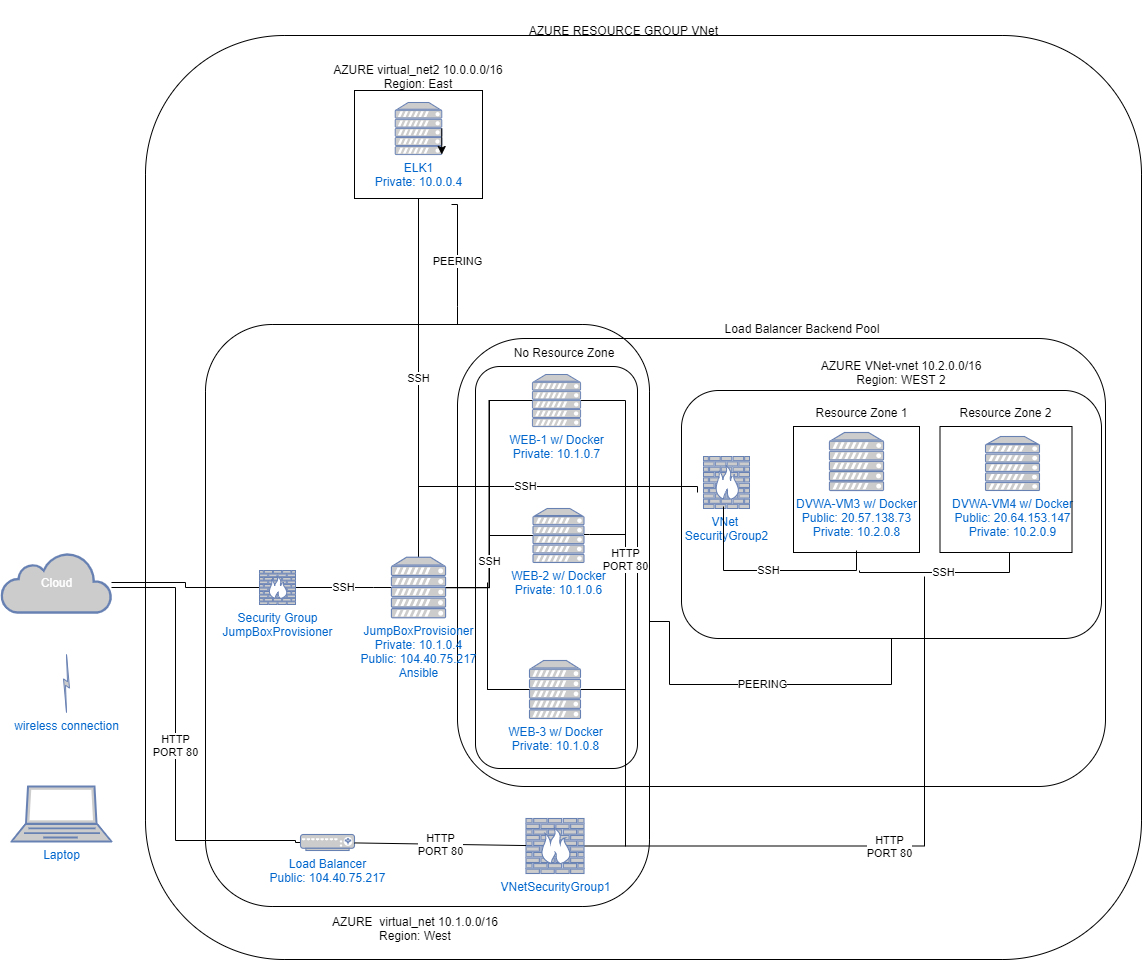 AZURE RESOURCE GROUP VNet
AZURE virtual_net2 10.0.0.0/16
Region: East
ELK1
Private: 10.0.0.4
PEERING
SSH
Load Balancer Backend Pool
No Resource Zone
WEB-1 w/ Docker
Private: 10.1.0.7
SSH
WEB-2 w/ Docker
Private: 10.1.0.6
SSH
HTTP
PORT 80
WEB-3 w/ Docker
Private: 10.1.0.8
AZURE VNet-vnet 10.2.0.0/16
Region: WEST 2
Resource Zone 1
Resource Zone 2
VNet
SecurityGroup2
DVWA-VM3 w/ Docker
Public: 20.57.138.73
Private: 10.2.0.8
DVWA-VM4 w/ Docker
Public: 20.64.153.147
Private: 10.2.0.9
SSH
SSH
PEERING
Cloud
Security Group
JumpBoxProvisioner
SSH
JumpBoxProvisioner
Private: 10.1.0.4
Public: 104.40.75.217
Ansible
wireless connection
HTTP
PORT 80
Laptop
Load Balancer
Public: 104.40.75.217
HTTP
PORT 80
VNetSecurityGroup1
HTTP
PORT 80
AZURE  virtual_net 10.1.0.0/16
Region: West